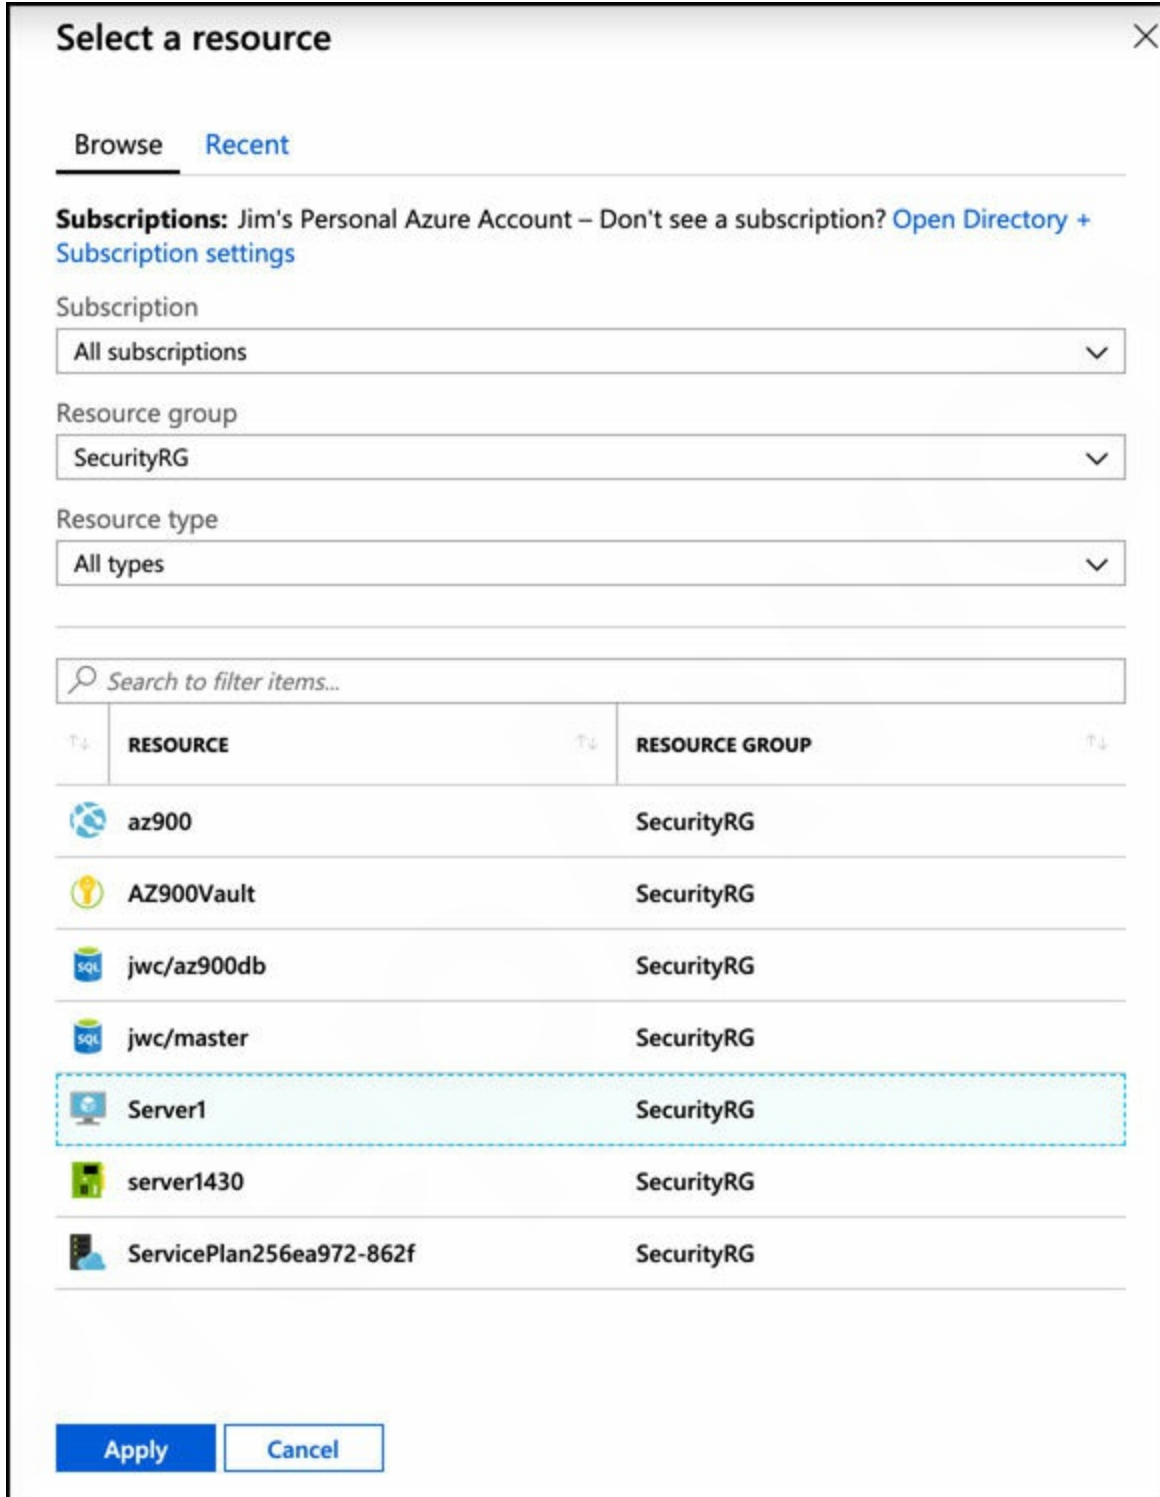 Select a resource
Browse Recent
Subscriptions: Jim's Personal Azure Account – Don't see a subscription? Open Directory +
Subscription settings
Subscription
All subscriptions
Resource group
SecurityRG
Resource type
All types
Search to filter items...
RESOURCE RESOURCE GROUP
az900 SecurityRG
AZ900Vault SecurityRG
SQL jwc/az900db SecurityRG
SQL jwc/master SecurityRG
Server1 SecurityRG
server1430 SecurityRG
ServicePlan256ea972-862f SecurityRG
Apply Cancel